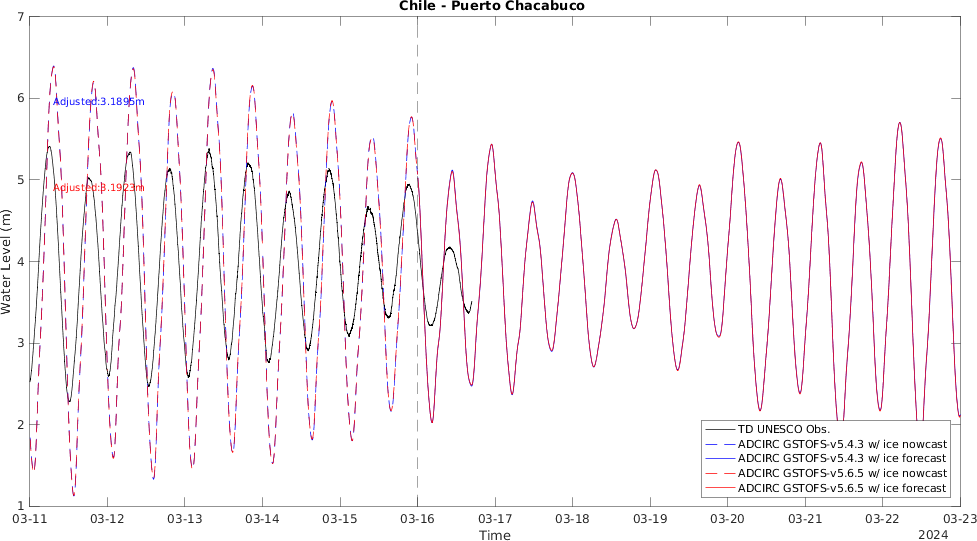 Chile - Puerto Chacabuco
7
6
5
4
3
2
1
Water Level (m)
Adjusted:3.1895m
Adjusted:3.1923m
TD UNESCO Obs.
ADCIRC GSTOFS-v5.4.3 w/ ice nowcast
ADCIRC GSTOFS-v5.4.3 w/ ice forecast
ADCIRC GSTOFS-v5.6.5 w/ ice nowcast
ADCIRC GSTOFS-v5.6.5 w/ ice forecast
03-11 03-12 03-13 03-14 03-15 03-16 03-17 03-18 03-19 03-20 03-21 03-22 03-23
Time
2024